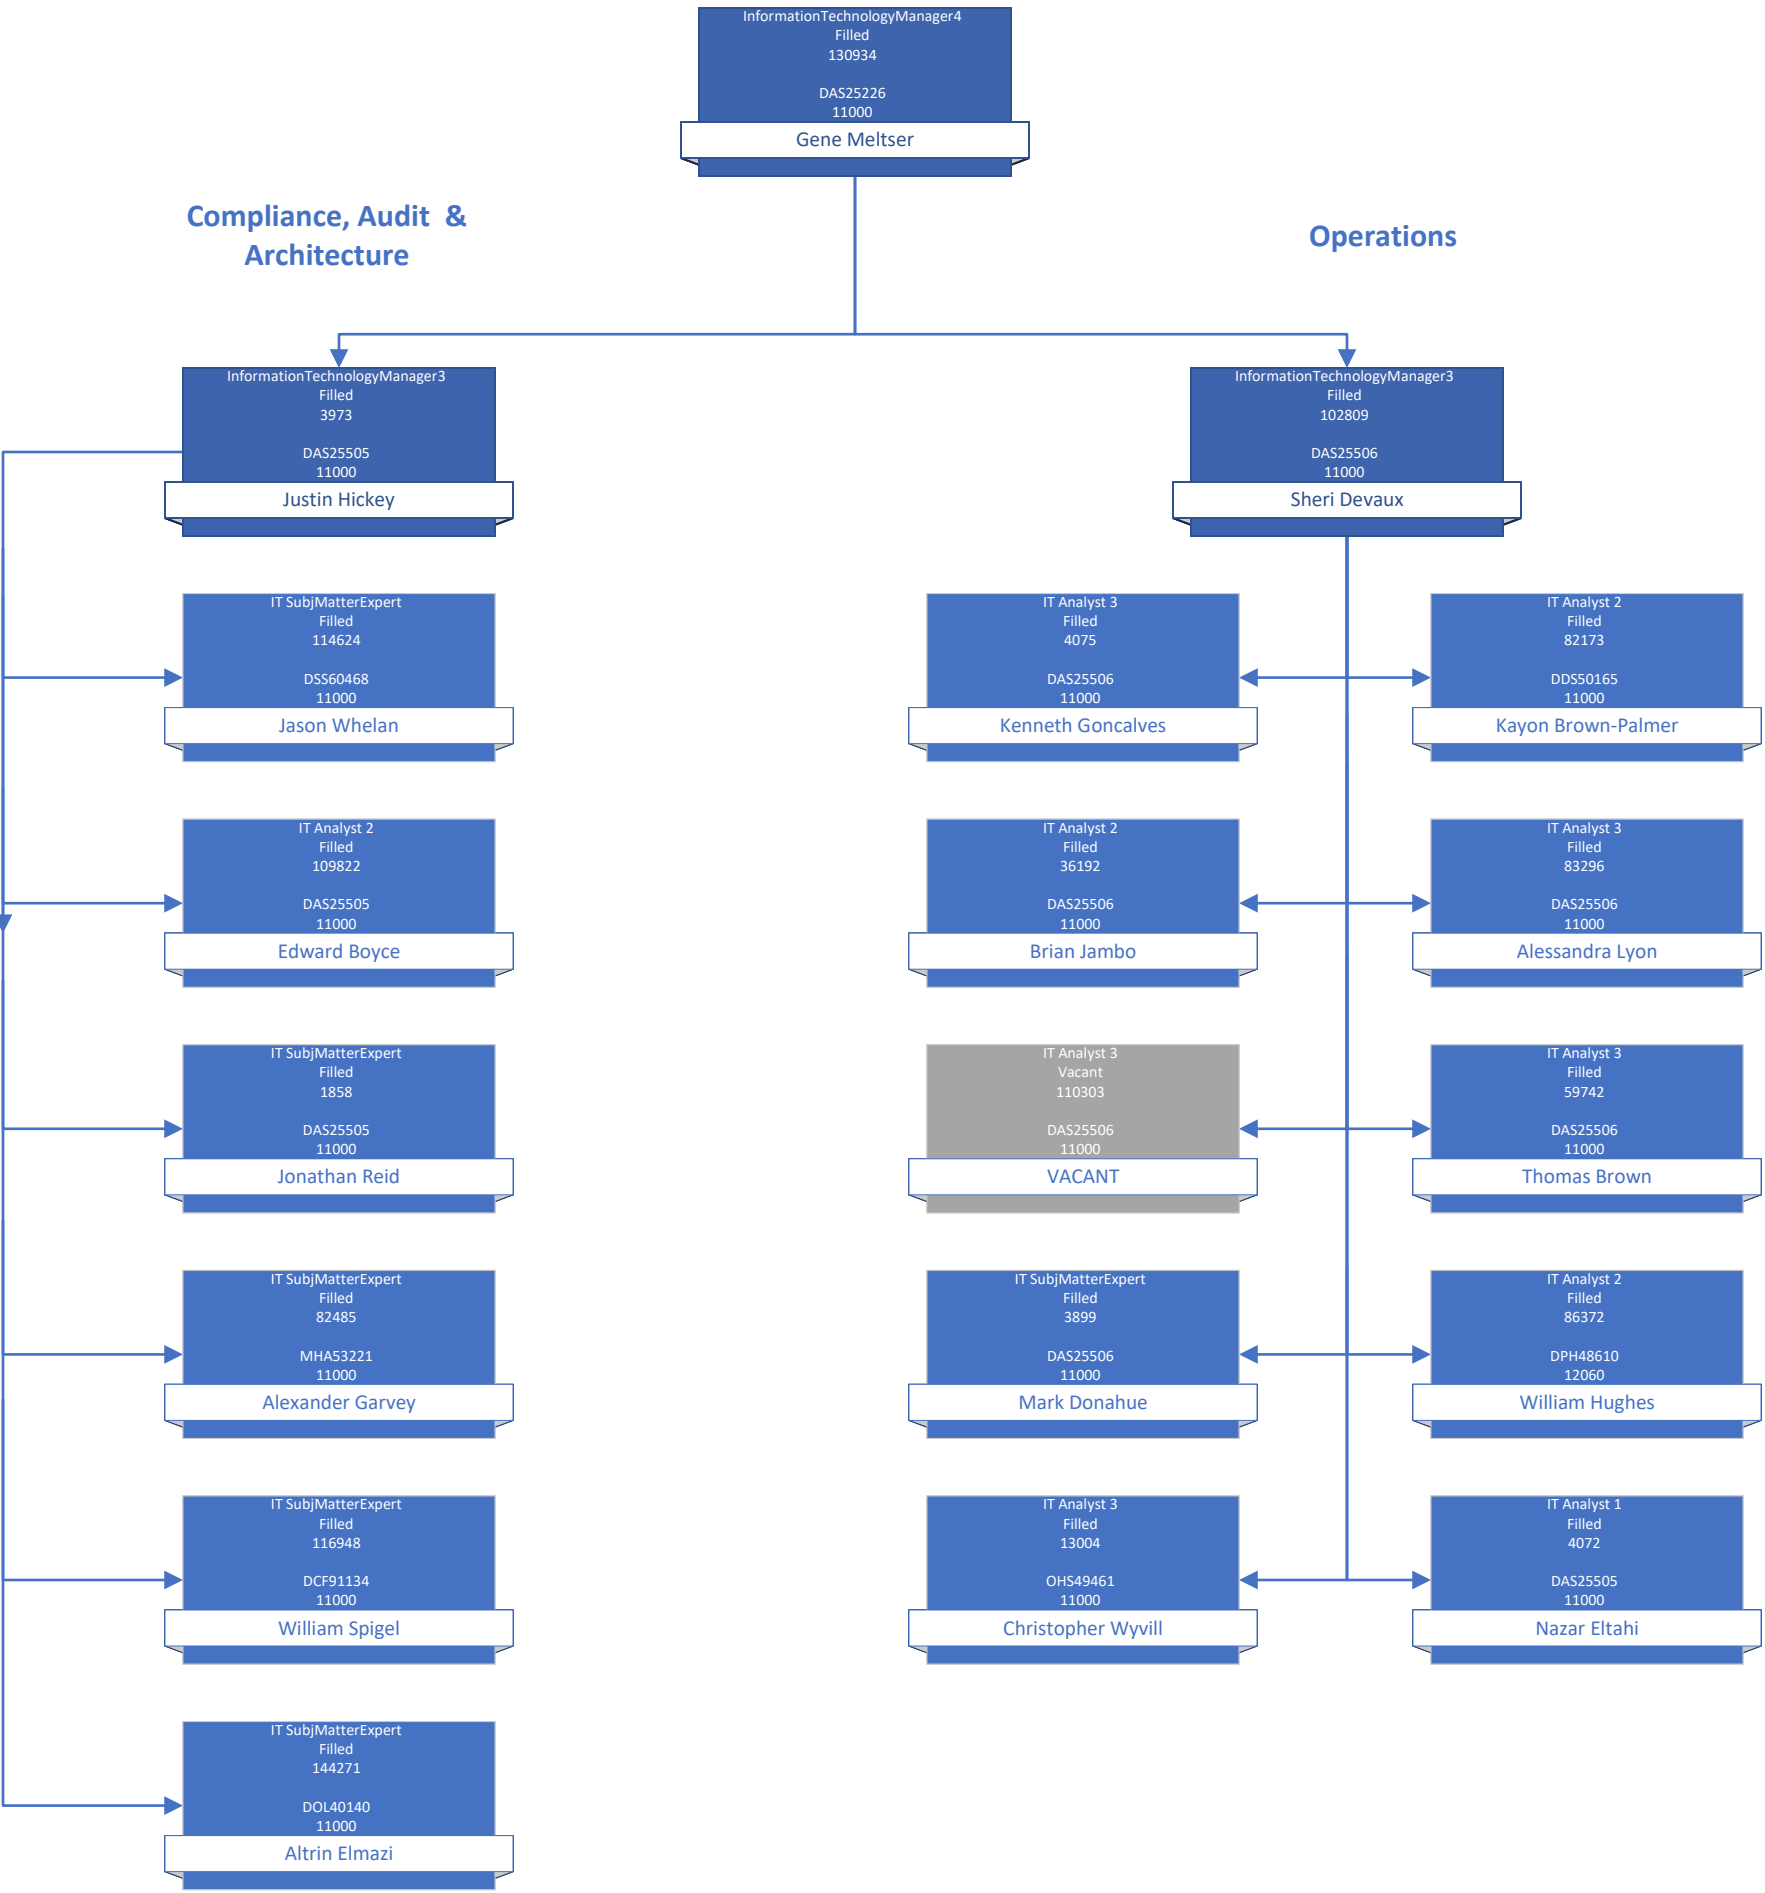 InformationTechnologyManager4
Filled
130934
DAS25226
11000
Gene Meltser
Compliance, Audit &
Architecture
Operations
InformationTechnologyManager3
Filled
3973
DAS25505
11000
Justin Hickey
InformationTechnologyManager3
Filled
102809
DAS25506
11000
Sheri Devaux
IT SubjMatterExpert
Filled
114624
DSS60468
11000
Jason Whelan
IT Analyst 3
Filled
4075
DAS25506
11000
Kenneth Goncalves
IT Analyst 2
Filled
82173
DDS50165
11000
Kayon Brown-Palmer
IT Analyst 2
Filled
109822
DAS25505
11000
Edward Boyce
IT Analyst 2
Filled
36192
DAS25506
11000
Brian Jambo
IT Analyst 3
Filled
83296
DAS25506
11000
Alessandra Lyon
IT SubjMatterExpert
Filled
1858
DAS25505
11000
Jonathan Reid
IT Analyst 3
Vacant
110303
DAS25506
11000
VACANT
IT Analyst 3
Filled
59742
DAS25506
11000
Thomas Brown
IT SubjMatterExpert
Filled
82485
MHA53221
11000
Alexander Garvey
IT SubjMatterExpert
Filled
3899
DAS25506
11000
Mark Donahue
IT Analyst 2
Filled
86372
DPH48610
12060
William Hughes
IT SubjMatterExpert
Filled
116948
DCF91134
11000
William Spigel
IT Analyst 3
Filled
13004
OHS49461
11000
Christopher Wyvill
IT Analyst 1
Filled
4072
DAS25505
11000
Nazar Eltahi
IT SubjMatterExpert
Filled
144271
DOL40140
11000
Altrin Elmazi